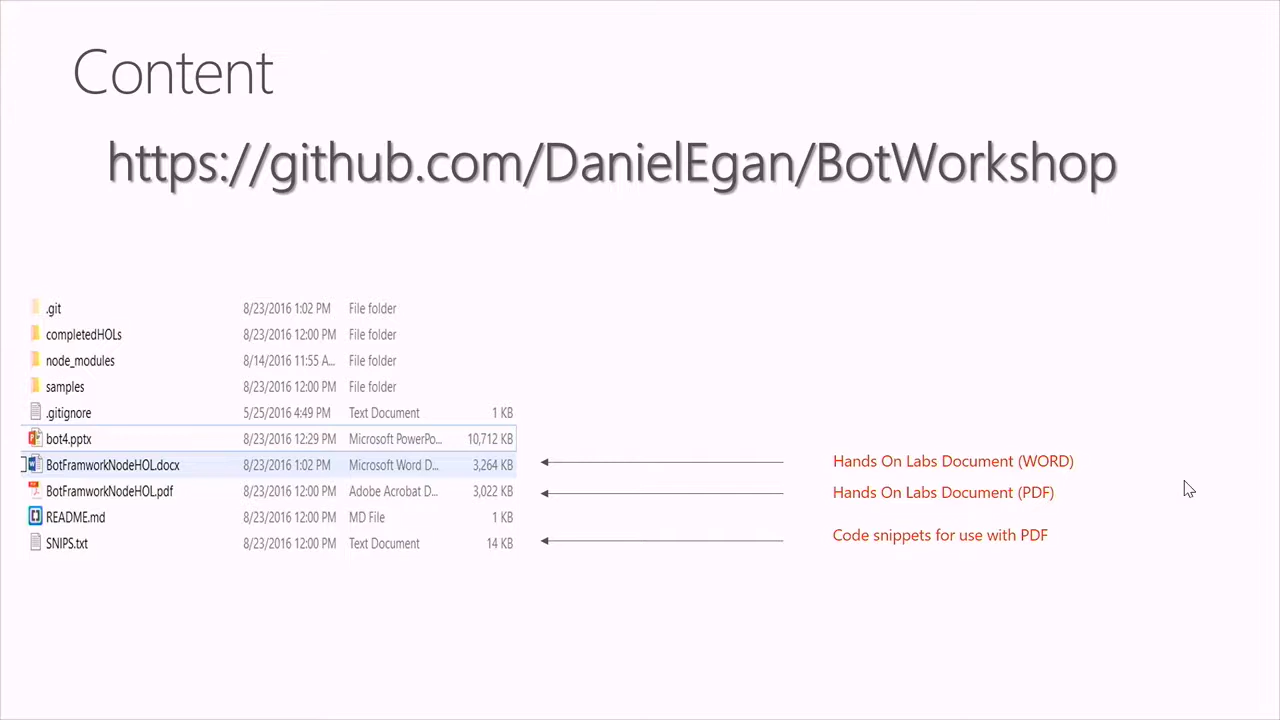 Content
https://github.com/DanielEgan/BotWorkshop
.git 8/23/2016 1:02 PM File folder
completedHOLs 8/23/2016 12:00 PM File folder
node_modules 8/14/2016 11:55 A... File folder
samples 8/23/2016 12:00 PM File folder
.gitignore 5/25/2016 4:49 PM Text Document 1 KB
bot4.pptx 8/23/2016 12:29 PM Microsoft PowerPo... 10,712 KB
BotFramworkNodeHOL.docx 8/23/2016 1:02 PM Microsoft Word D... 3,264 KB Hands On Labs Document (WORD)
BotFramworkNodeHOL.pdf 8/23/2016 12:00 PM Adobe Acrobat D... 3,022 KB Hands On Labs Document (PDF)
README.md 8/23/2016 12:00 PM MD File 1 KB
SNIPS.txt 8/23/2016 12:00 PM Text Document 14 KB Code snippets for use with PDF